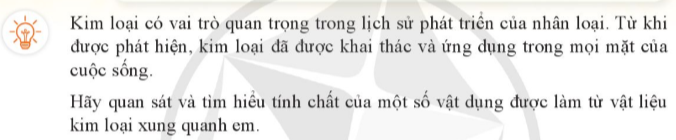 Kim loại có vai trò quan trọng trong lịch sử phát triển của nhân loại. Từ khi
được phát hiện, kim loại đã được khai thác và ứng dụng trong mọi mặt của
cuộc sống.
Hãy quan sát và tìm hiểu tính chất của một số vật dụng được làm từ vật liệu
kim loại xung quanh em.